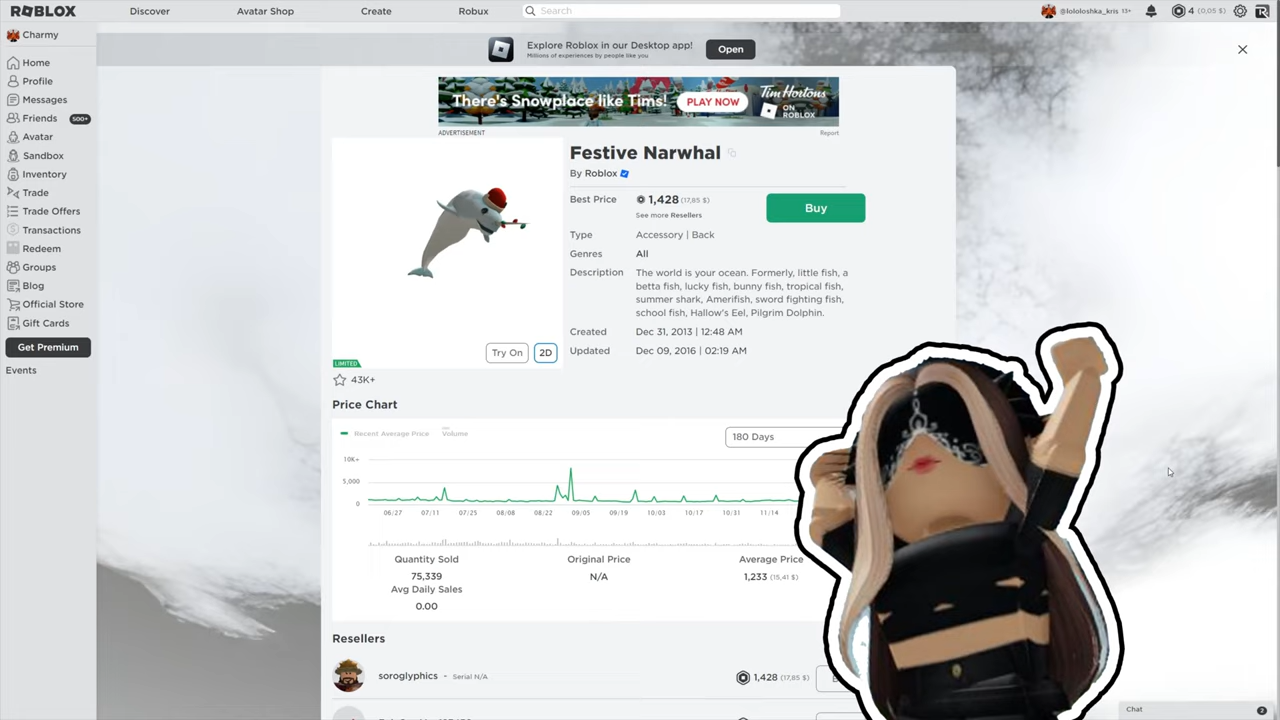 ROBLOX
Discover
Avatar Shop
Create
Robux
Search
@lololoshka_kris 13+
4 (0,05 $)
Charmy
Explore Roblox in our Desktop app!
Millions of experiences by people like you
Open
Home
Profile
Messages
Friends 500+
Avatar
Sandbox
Inventory
Trade
Trade Offers
Transactions
Redeem
Groups
Blog
Official Store
Gift Cards
Get Premium
Events
There's Snowplace like Tims!
PLAY NOW
Tim Hortons
ON ROBLOX
ADVERTISEMENT
Report
Festive Narwhal
By Roblox
Best Price 1,428 (17,85 $)
See more Resellers
Buy
Type Accessory | Back
Genres All
Description The world is your ocean. Formerly, little fish, a
betta fish, lucky fish, bunny fish, tropical fish,
summer shark, Amerifish, sword fighting fish,
school fish, Hallow's Eel, Pilgrim Dolphin.
Created Dec 31, 2013 | 12:48 AM
Updated Dec 09, 2016 | 02:19 AM
Try On
2D
LIMITED
43K+
Price Chart
Recent Average Price
Volume
180 Days
10K+
5,000
0
06/27 07/11 07/25 08/08 08/22 09/05 09/19 10/03 10/17 10/31 11/14
Quantity Sold
75,339
Avg Daily Sales
0.00
Original Price
N/A
Average Price
1,233 (15,41 $)
Resellers
soroglyphics - Serial N/A
1,428 (17,85 $)
Chat
2